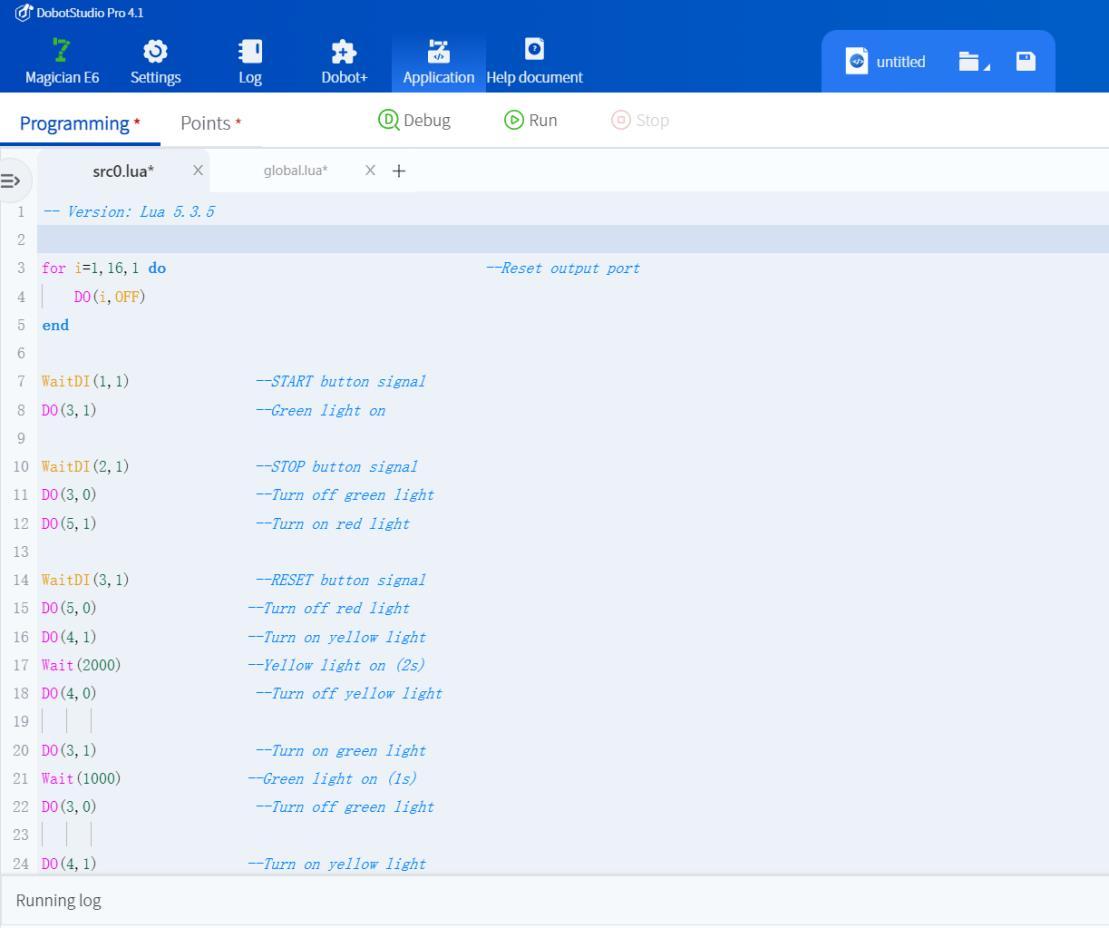 DobotStudio Pro 4.1
Magician E6 Settings Log Dobot+ Application Help document untitled
Programming * Points * Debug Run Stop
src0.lua* global.lua*
1 -- Version: Lua 5.3.5
2
3 for i=1,16,1 do --Reset output port
4 DO(i,OFF)
5 end
6
7 WaitDI(1,1) --START button signal
8 DO(3,1) --Green light on
9
10 WaitDI(2,1) --STOP button signal
11 DO(3,0) --Turn off green light
12 DO(5,1) --Turn on red light
13
14 WaitDI(3,1) --RESET button signal
15 DO(5,0) --Turn off red light
16 DO(4,1) --Turn on yellow light
17 Wait(2000) --Yellow light on (2s)
18 DO(4,0) --Turn off yellow light
19
20 DO(3,1) --Turn on green light
21 Wait(1000) --Green light on (1s)
22 DO(3,0) --Turn off green light
23
24 DO(4,1) --Turn on yellow light
Running log